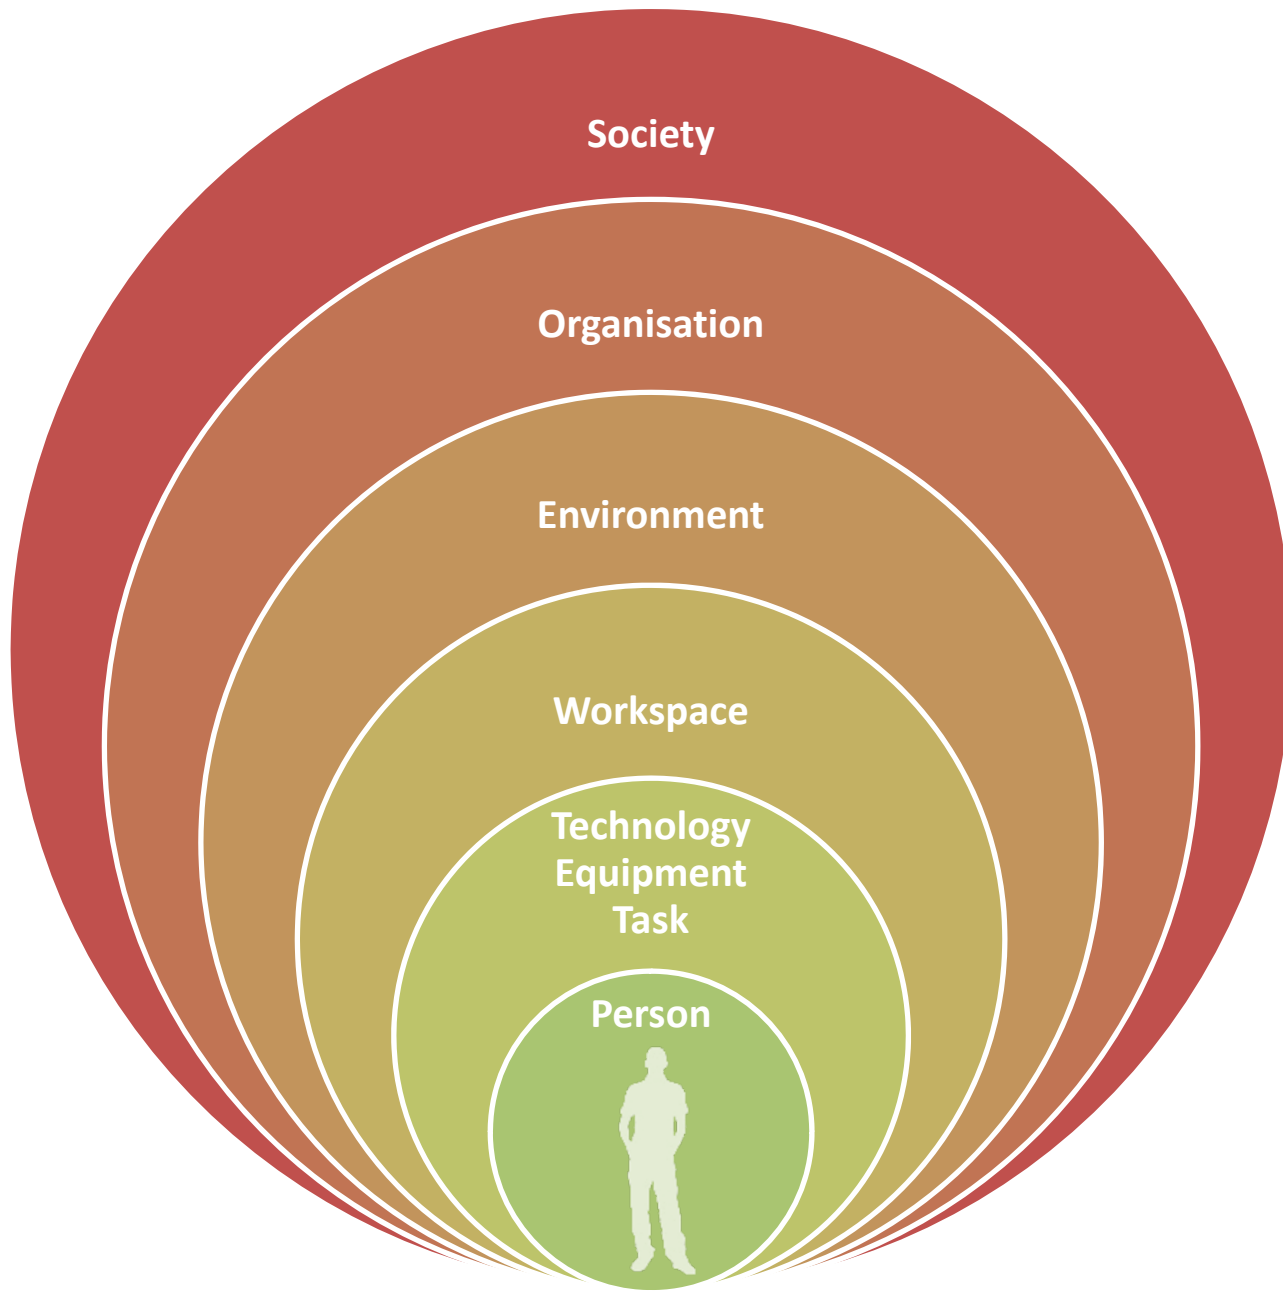 Society
Organisation
Environment
Workspace
Technology
Equipment
Task
Person